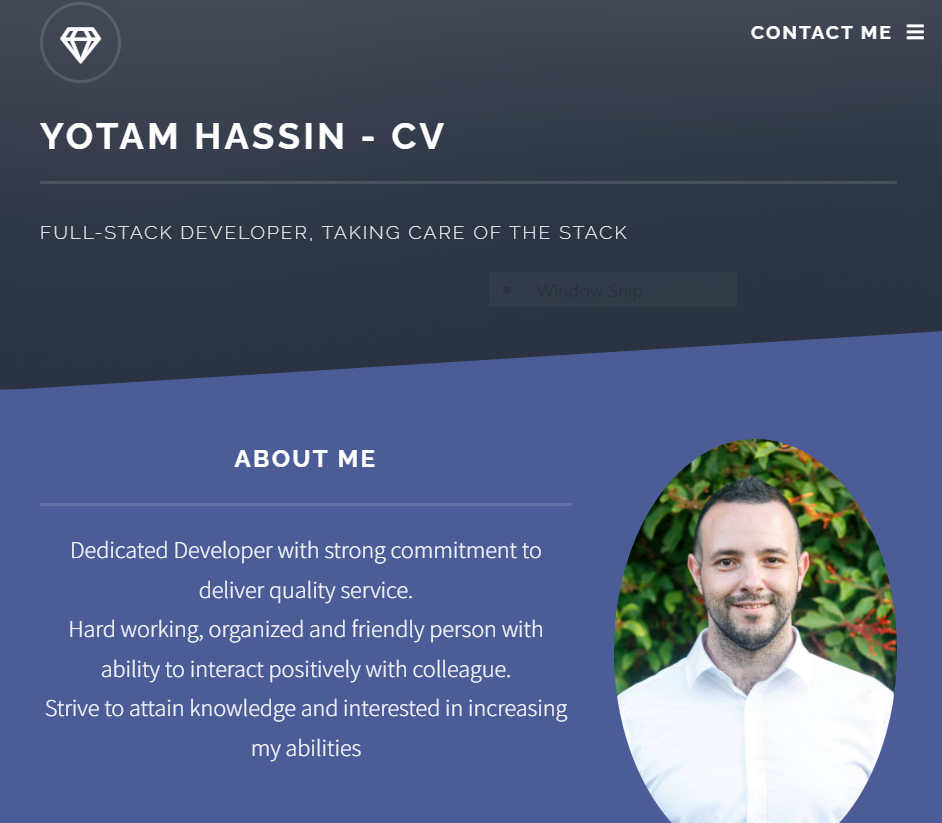 CONTACT ME
YOTAM HASSIN - CV
FULL-STACK DEVELOPER, TAKING CARE OF THE STACK
Window Snip
ABOUT ME
Dedicated Developer with strong commitment to
deliver quality service.
Hard working, organized and friendly person with
ability to interact positively with colleague.
Strive to attain knowledge and interested in increasing
my abilities